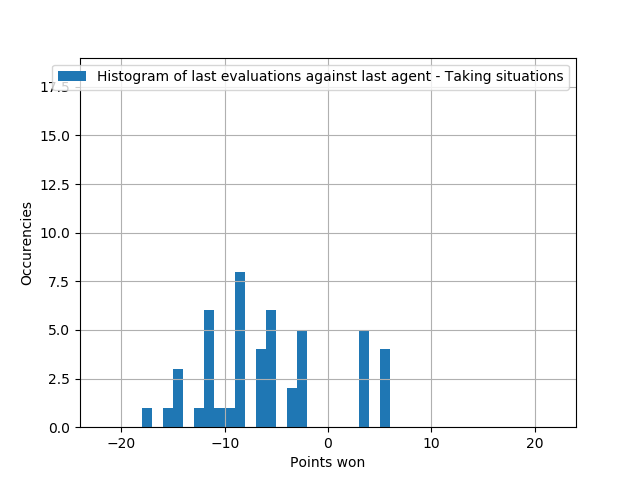 Histogram of last evaluations against last agent - Taking situations
17.5
15.0
12.5
10.0
7.5
5.0
2.5
0.0
Occurencies
−20 −10 0 10 20
Points won